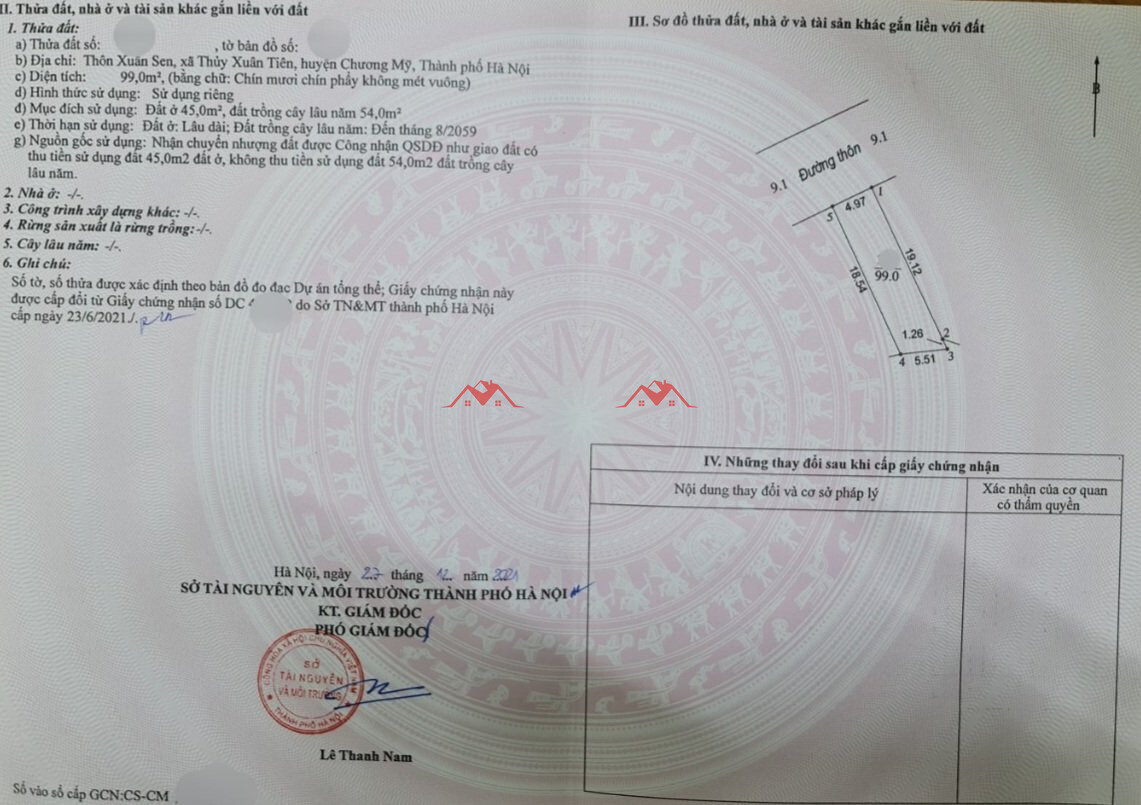 II. Thửa đất, nhà ở và tài sản khác gắn liền với đất
1. Thửa đất:
a) Thửa đất số: , tờ bản đồ số:
b) Địa chỉ: Thôn Xuân Sen, xã Thủy Xuân Tiên, huyện Chương Mỹ, Thành phố Hà Nội
c) Diện tích: 99,0m², (bằng chữ: Chín mươi chín phẩy không mét vuông)
d) Hình thức sử dụng: Sử dụng riêng
đ) Mục đích sử dụng: Đất ở 45,0m², đất trồng cây lâu năm 54,0m²
e) Thời hạn sử dụng: Đất ở: Lâu dài; Đất trồng cây lâu năm: Đến tháng 8/2059
g) Nguồn gốc sử dụng: Nhận chuyển nhượng đất được Công nhận QSDĐ như giao đất có
thu tiền sử dụng đất 45,0m2 đất ở, không thu tiền sử dụng đất 54,0m2 đất trồng cây
lâu năm.
2. Nhà ở: -/-.
3. Công trình xây dựng khác: -/-.
4. Rừng sản xuất là rừng trồng: -/-.
5. Cây lâu năm: -/-.
6. Ghi chú:
Số tờ, số thửa được xác định theo bản đồ đo đạc Dự án tổng thể; Giấy chứng nhận này
được cấp đổi từ Giấy chứng nhận số DC do Sở TN&MT thành phố Hà Nội
cấp ngày 23/6/2021./.
Hà Nội, ngày 27 tháng 12 năm 2021
SỞ TÀI NGUYÊN VÀ MÔI TRƯỜNG THÀNH PHỐ HÀ NỘI
KT. GIÁM ĐỐC
PHÓ GIÁM ĐỐC
CỘNG HÒA XÃ HỘI CHỦ NGHĨA VIỆT NAM
SỞ
TÀI NGUYÊN
VÀ MÔI TRƯỜNG
THÀNH PHỐ HÀ NỘI
Lê Thanh Nam
Số vào sổ cấp GCN:CS-CM
III. Sơ đồ thửa đất, nhà ở và tài sản khác gắn liền với đất
B
9.1 Đường thôn 9.1
5 4.97 1
18.54 99.0 19.12
1.26 2
4 5.51 3
IV. Những thay đổi sau khi cấp giấy chứng nhận
Nội dung thay đổi và cơ sở pháp lý
Xác nhận của cơ quan
có thẩm quyền